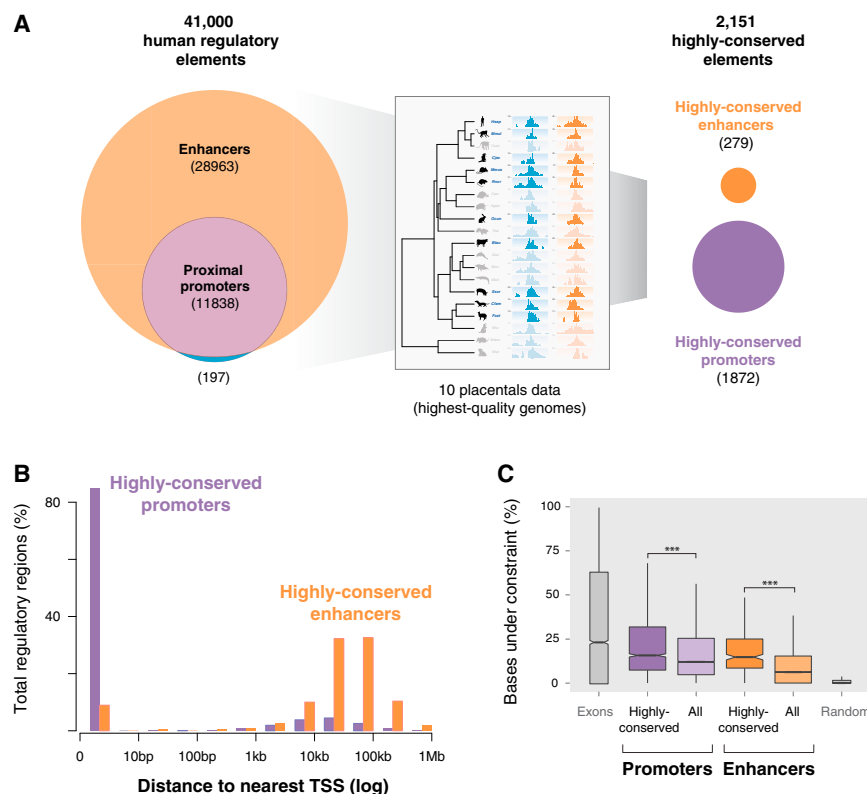 A
41,000
human regulatory
elements
2,151
highly-conserved
elements
Enhancers
(28963)
Proximal
promoters
(11838)
(197)
10 placentals data
(highest-quality genomes)
Highly-conserved
enhancers
(279)
Highly-conserved
promoters
(1872)
B
Total regulatory regions (%)
80
40
Highly-conserved
promoters
Highly-conserved
enhancers
0 10bp 100bp 1kb 10kb 100kb 1Mb
Distance to nearest TSS (log)
C
Bases under constraint (%)
100
75
50
25
0
***
***
Exons Highly- All Highly- All Random
conserved conserved
Promoters Enhancers